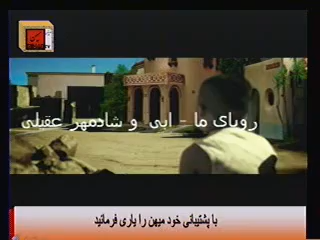 رویای ما - ابی و شادمهر عقیلی
با پشتیبانی خود میهن را یاری فرمائید